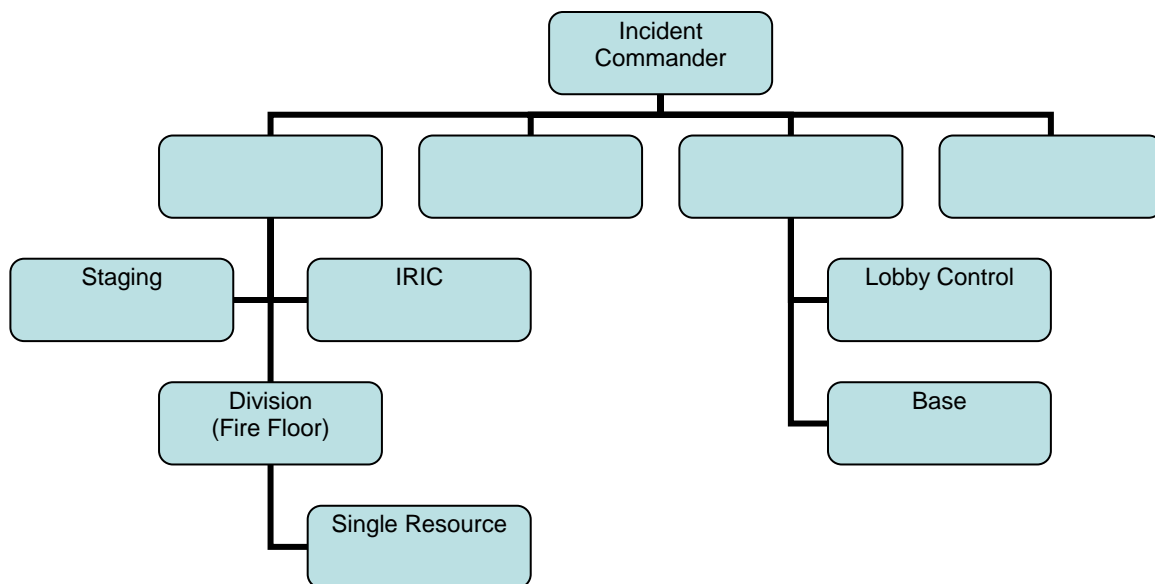 Incident
Commander
Staging
IRIC
Lobby Control
Division
(Fire Floor)
Base
Single Resource